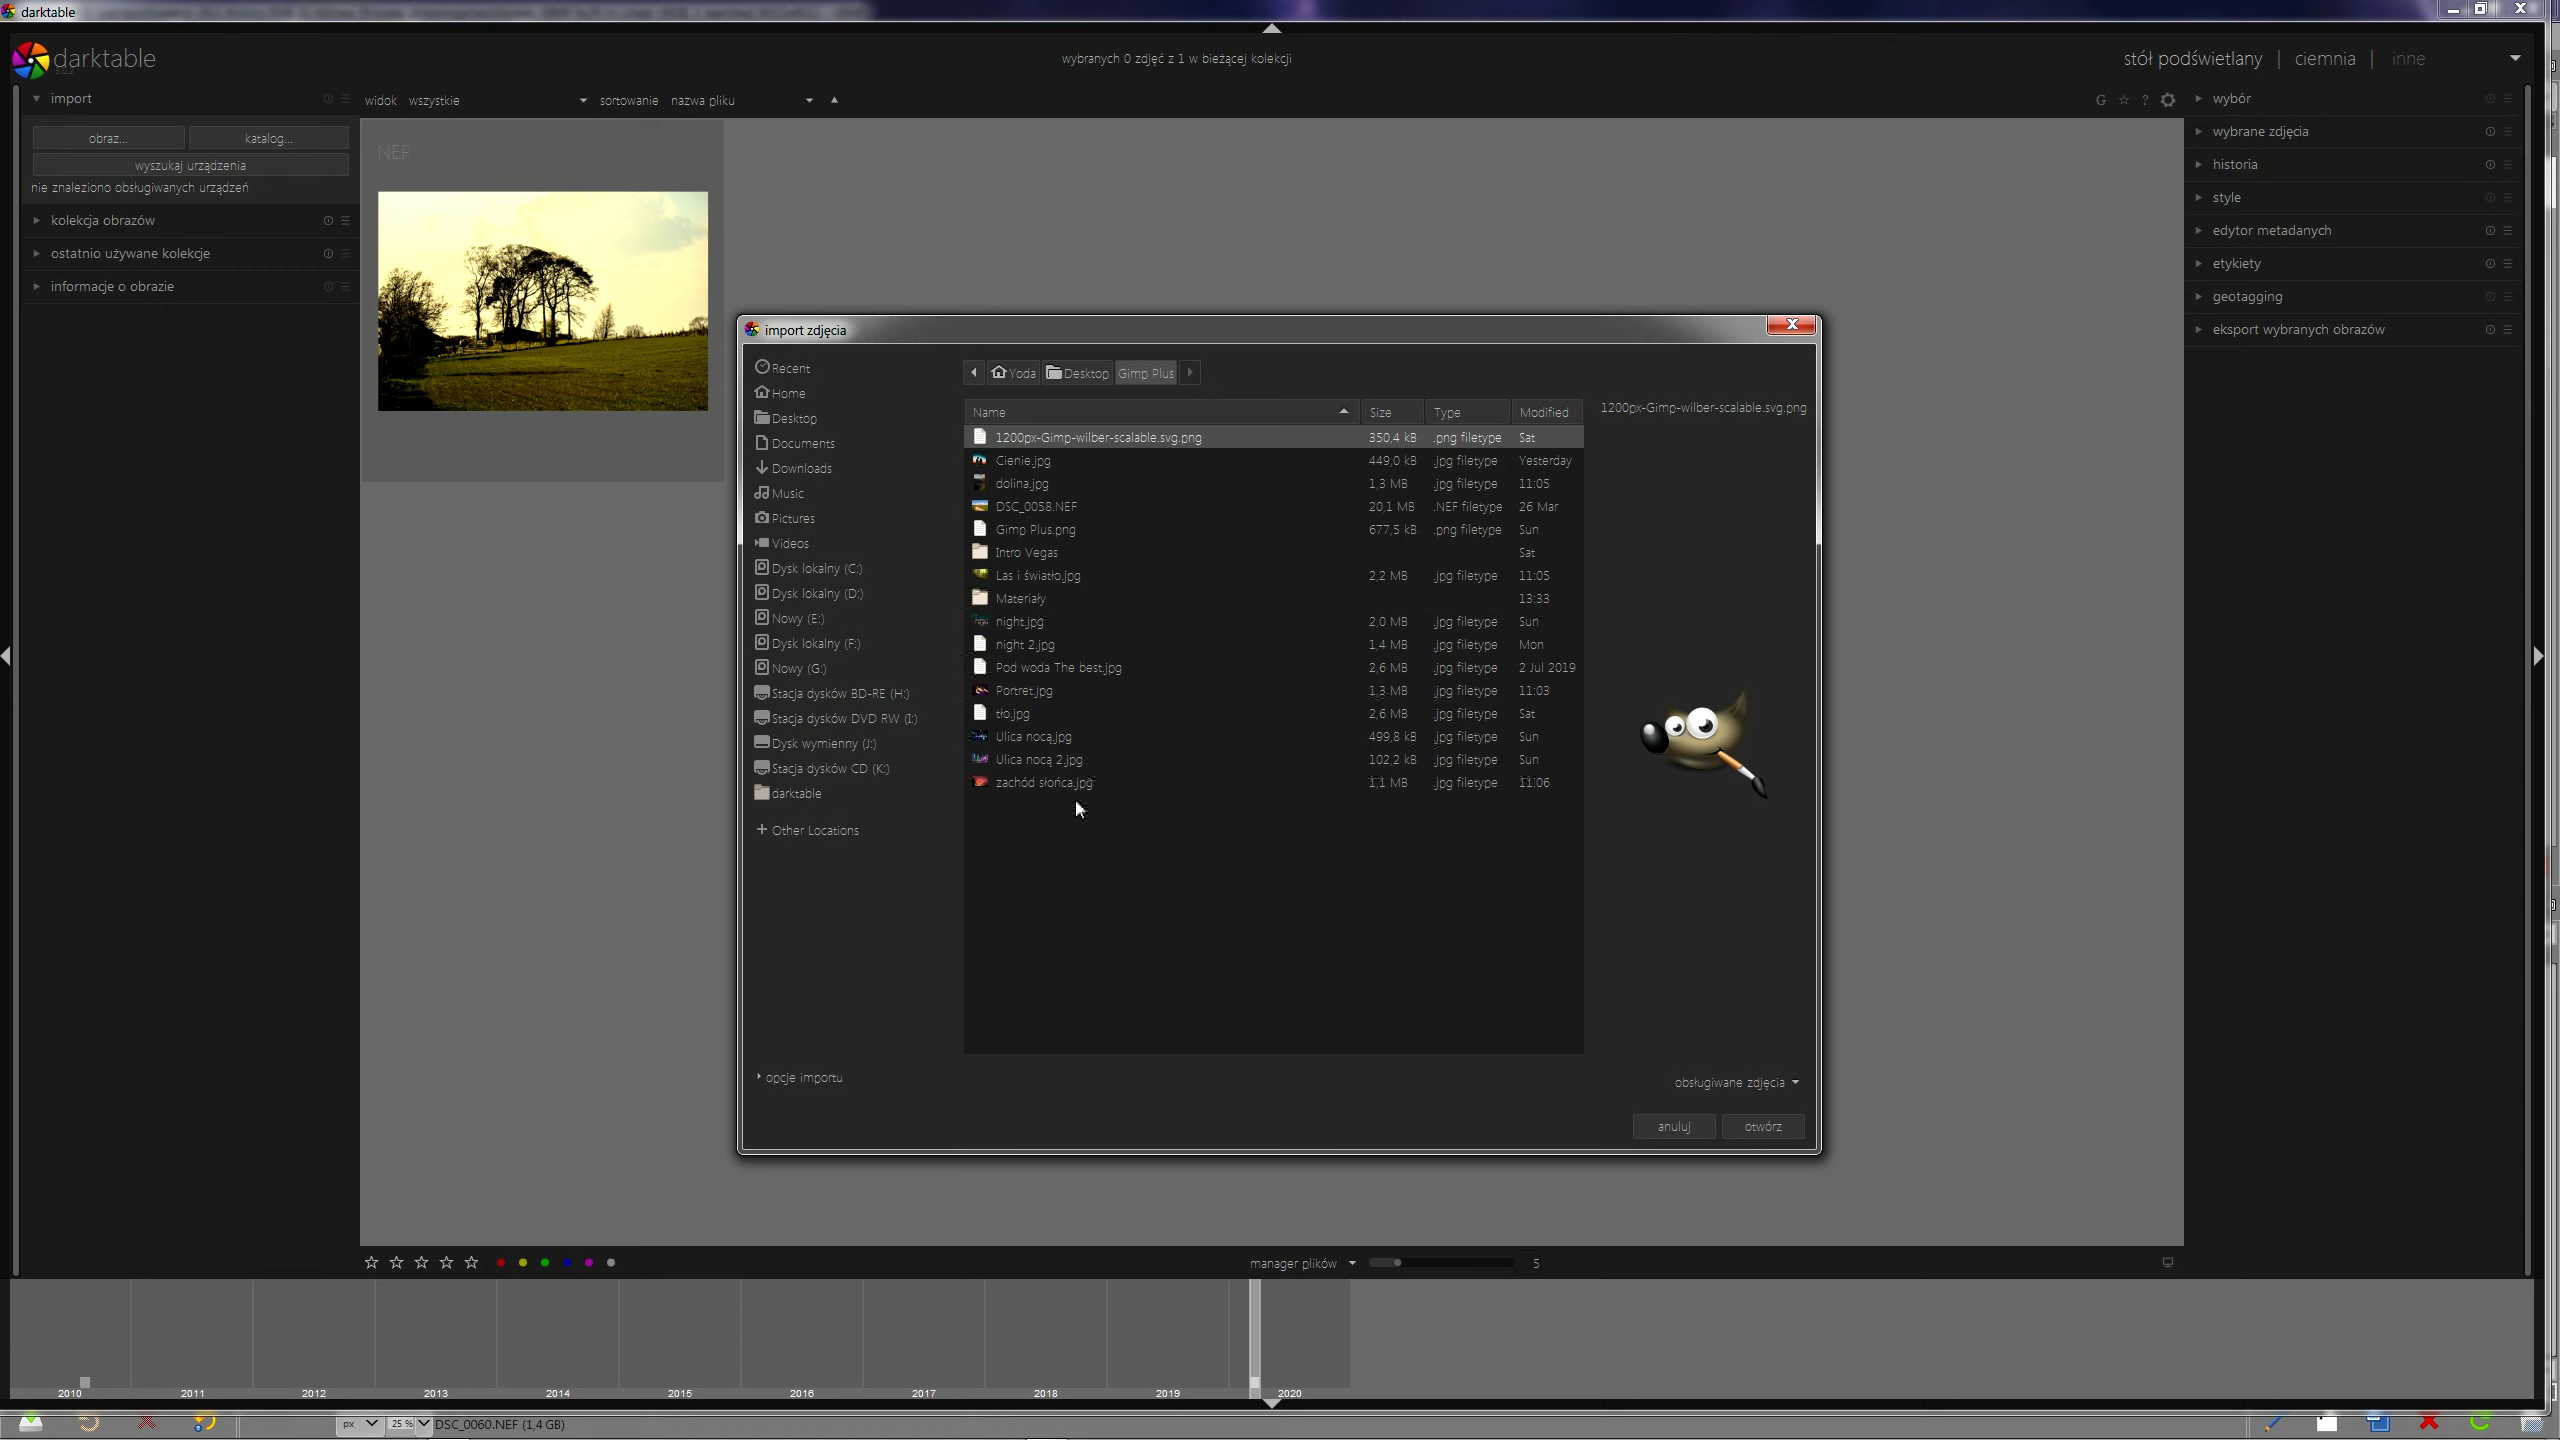 darktable
darktable
wybranych 0 zdjęć z 1 w bieżącej kolekcji
stół podświetlany | ciemnia | inne
import
widok wszystkie sortowanie nazwa pliku
G ☆ ?
obraz... katalog...
wyszukaj urządzenia
nie znaleziono obsługiwanych urządzeń
kolekcja obrazów
ostatnio używane kolekcje
informacje o obrazie
NEF
wybór
wybrane zdjęcia
historia
style
edytor metadanych
etykiety
geotagging
eksport wybranych obrazów
import zdjęcia
Recent
Home
Desktop
Documents
Downloads
Music
Pictures
Videos
Dysk lokalny (C:)
Dysk lokalny (D:)
Nowy (E:)
Dysk lokalny (F:)
Nowy (G:)
Stacja dysków BD-RE (H:)
Stacja dysków DVD RW (I:)
Dysk wymienny (J:)
Stacja dysków CD (K:)
darktable
Other Locations
Yoda Desktop Gimp Plus
Name Size Type Modified
1200px-Gimp-wilber-scalable.svg.png 350,4 kB .png filetype Sat
Cienie.jpg 449,0 kB .jpg filetype Yesterday
dolina.jpg 1,3 MB .jpg filetype 11:05
DSC_0058.NEF 20,1 MB .NEF filetype 26 Mar
Gimp Plus.png 677,5 kB .png filetype Sun
Intro Vegas Sat
Las i światło.jpg 2,2 MB .jpg filetype 11:05
Materiały 13:33
night.jpg 2,0 MB .jpg filetype Sun
night 2.jpg 1,4 MB .jpg filetype Mon
Pod woda The best.jpg 2,6 MB .jpg filetype 2 Jul 2019
Portret.jpg 1,3 MB .jpg filetype 11:03
tło.jpg 2,6 MB .jpg filetype Sat
Ulica nocą.jpg 499,8 kB .jpg filetype Sun
Ulica nocą 2.jpg 102,2 kB .jpg filetype Sun
zachód słońca.jpg 1,1 MB .jpg filetype 11:06
1200px-Gimp-wilber-scalable.svg.png
opcje importu
obsługiwane zdjęcia
anuluj otwórz
manager plików 5
2010 2011 2012 2013 2014 2015 2016 2017 2018 2019 2020
px 25 % DSC_0060.NEF (1,4 GB)